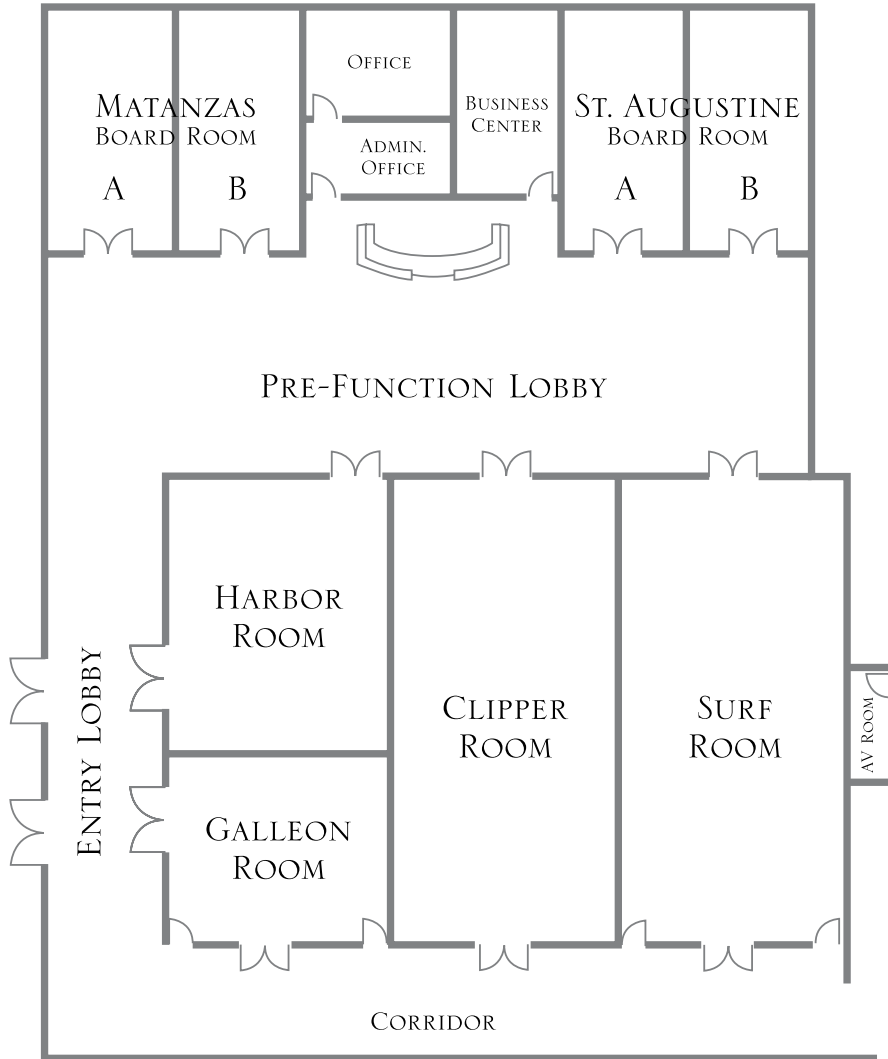 Office
Matanzas
Board Room
A
B
Admin.
Office
Business
Center
St. Augustine
Board Room
A
B
Pre-Function Lobby
Harbor
Room
Clipper
Room
Surf
Room
AV Room
Entry Lobby
Galleon
Room
Corridor